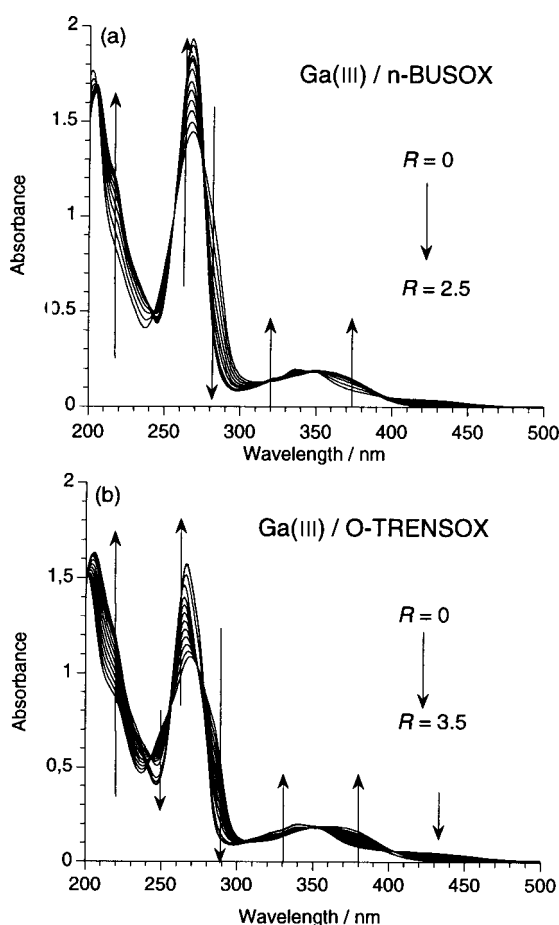 (a)
Ga(III) / n-BUSOX
R = 0
R = 2.5
Absorbance
2
1.5
1
0.5
0
200 250 300 350 400 450 500
Wavelength / nm
(b)
Ga(III) / O-TRENSOX
R = 0
R = 3.5
Absorbance
2
1,5
1
0,5
0
200 250 300 350 400 450 500
Wavelength / nm